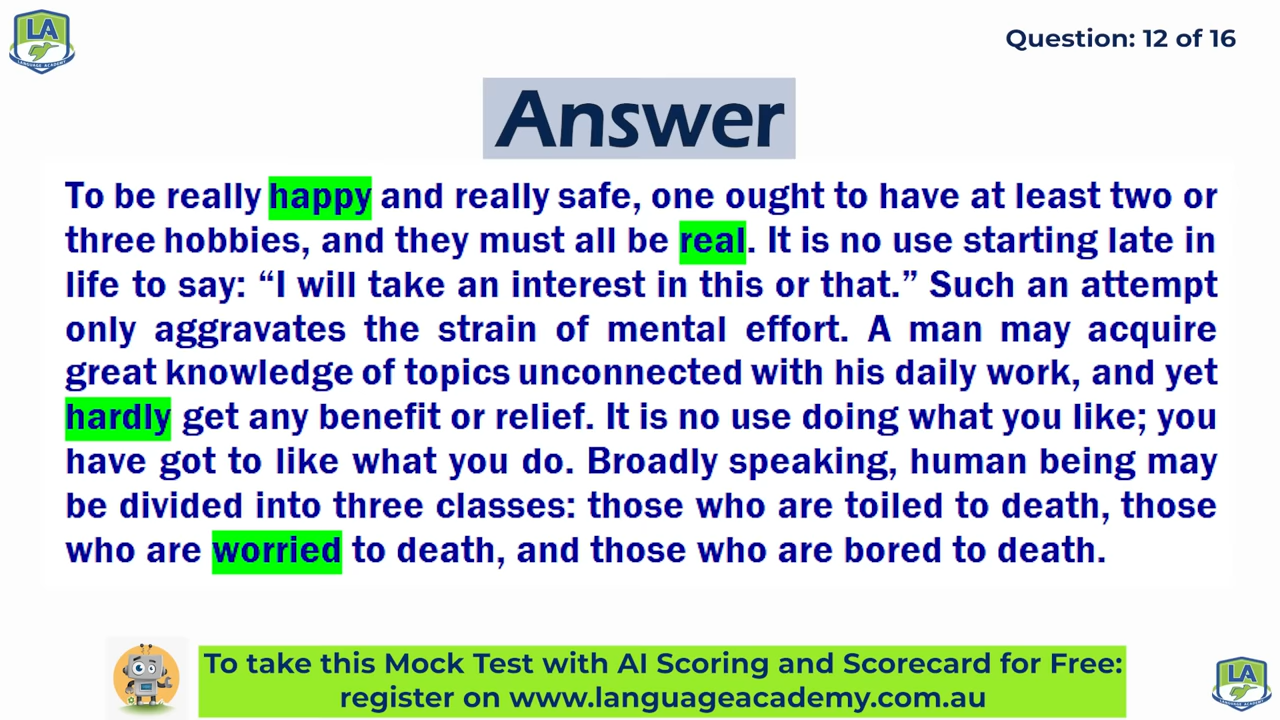 LA
LANGUAGE ACADEMY
Question: 12 of 16
Answer
To be really happy and really safe, one ought to have at least two or
three hobbies, and they must all be real. It is no use starting late in
life to say: “I will take an interest in this or that.” Such an attempt
only aggravates the strain of mental effort. A man may acquire
great knowledge of topics unconnected with his daily work, and yet
hardly get any benefit or relief. It is no use doing what you like; you
have got to like what you do. Broadly speaking, human being may
be divided into three classes: those who are toiled to death, those
who are worried to death, and those who are bored to death.
To take this Mock Test with AI Scoring and Scorecard for Free:
register on www.languageacademy.com.au
LA
LANGUAGE ACADEMY